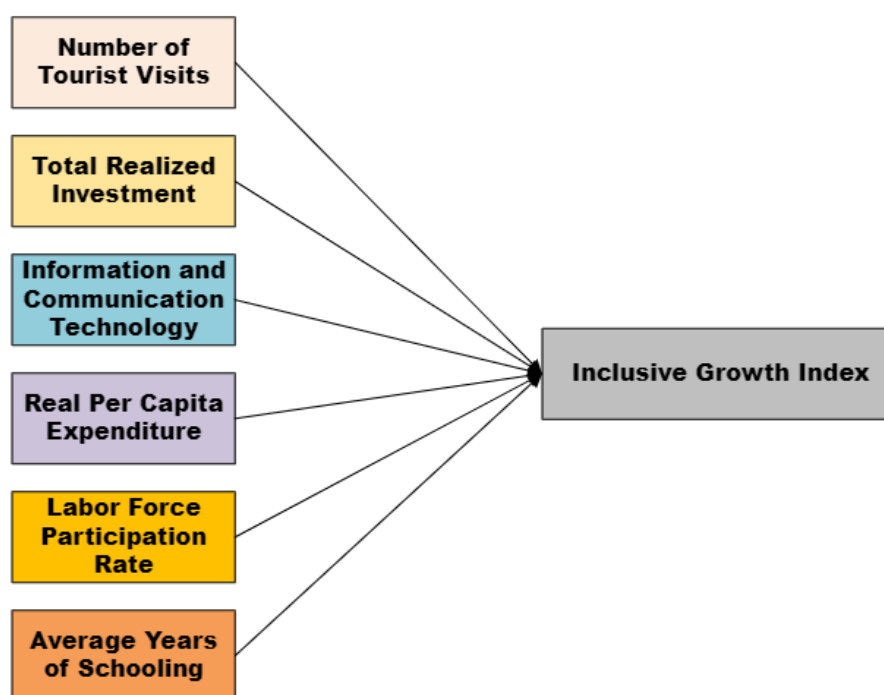 Number of
Tourist Visits
Total Realized
Investment
Information and
Communication
Technology
Inclusive Growth Index
Real Per Capita
Expenditure
Labor Force
Participation
Rate
Average Years
of Schooling